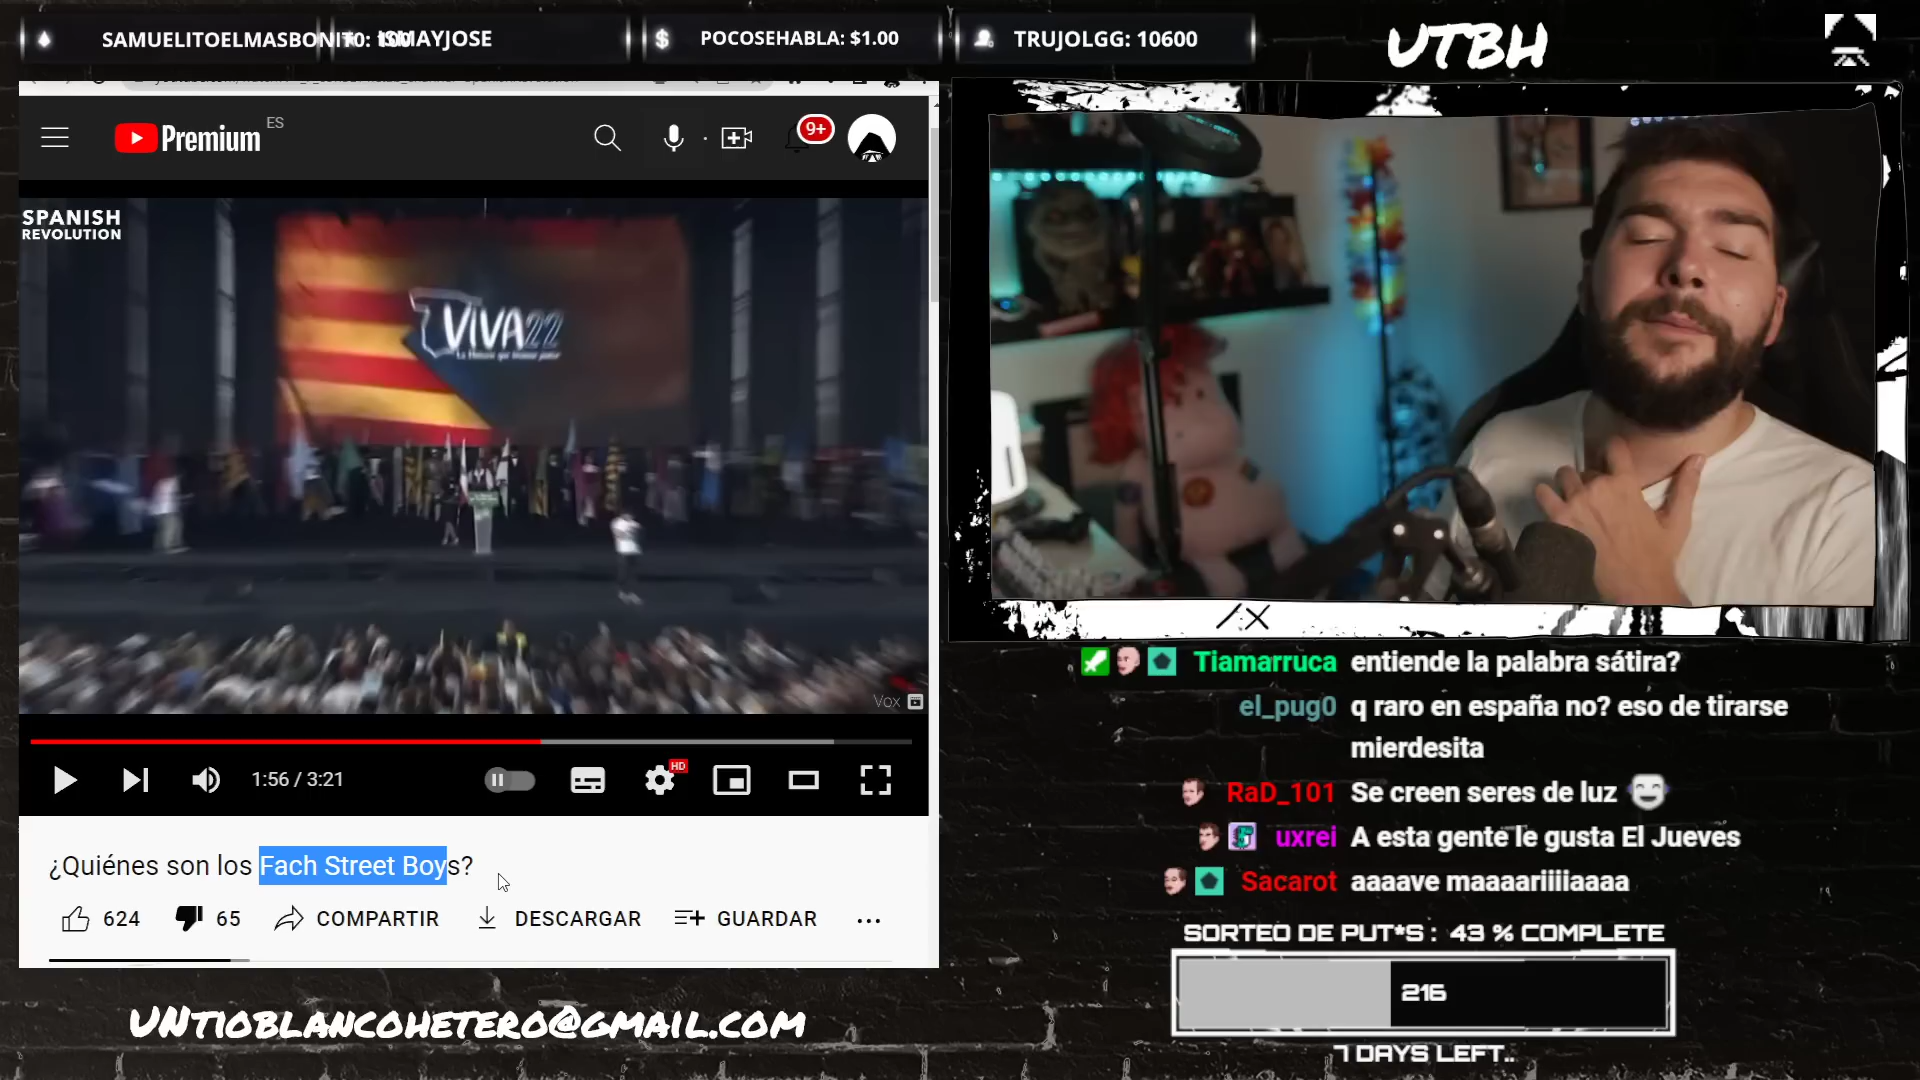 SAMUELITOELMASBONIT0: 100
ISMAYJOSE
POCOSEHABLA: $1.00
TRUJOLGG: 10600
UTBH
Premium
ES
9+
SPANISH
REVOLUTION
VIVA22
Vox
1:56 / 3:21
HD
¿Quiénes son los Fach Street Boys?
624
65
COMPARTIR
DESCARGAR
GUARDAR
Tiamarruca entiende la palabra sátira?
el_pug0 q raro en españa no? eso de tirarse
mierdesita
RaD_101 Se creen seres de luz
uxrei A esta gente le gusta El Jueves
Sacarot aaaave maaaariiiiaaaa
SORTEO DE PUT*S : 43 % COMPLETE
216
7 DAYS LEFT..
UNTIOBLANCOHETERO@GMAIL.COM